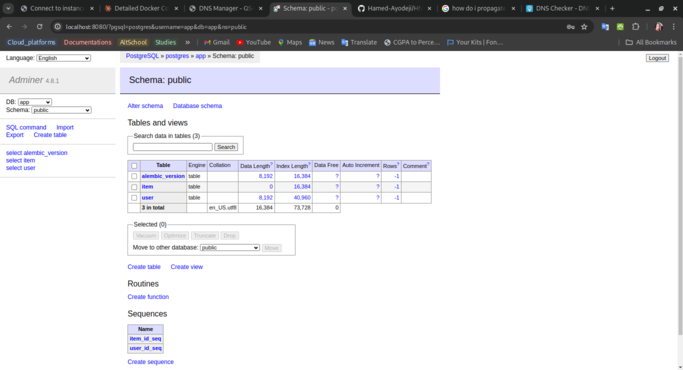 Connect to instanc
Detailed Docker Co
DNS Manager - GS
Schema: public - po
Hamed-Ayodeji/HN
how do i propagate
DNS Checker - DNS
localhost:8080/?pgsql=postgres&username=app&db=app&ns=public
Cloud_platforms
Documentations
AltSchool
Studies
»
Gmail
YouTube
Maps
News
Translate
CGPA to Perce…
Your Kits | Fon…
All Bookmarks
Language: English
PostgreSQL » postgres » app » Schema: public
Logout
Adminer 4.8.1
Schema: public
DB: app
Schema: public
SQL command Import
Export Create table
select alembic_version
select item
select user
Alter schema Database schema
Tables and views
Search data in tables (3)
Search
Table Engine Collation Data Length? Index Length? Data Free Auto Increment Rows? Comment?
alembic_version table 8,192 16,384 ? ? -1
item table 0 16,384 ? ? -1
user table 8,192 40,960 ? ? -1
3 in total en_US.utf8 16,384 73,728 0
Selected (0)
Vacuum Optimize Truncate Drop
Move to other database: public Move
Create table Create view
Routines
Create function
Sequences
Name
item_id_seq
user_id_seq
Create sequence